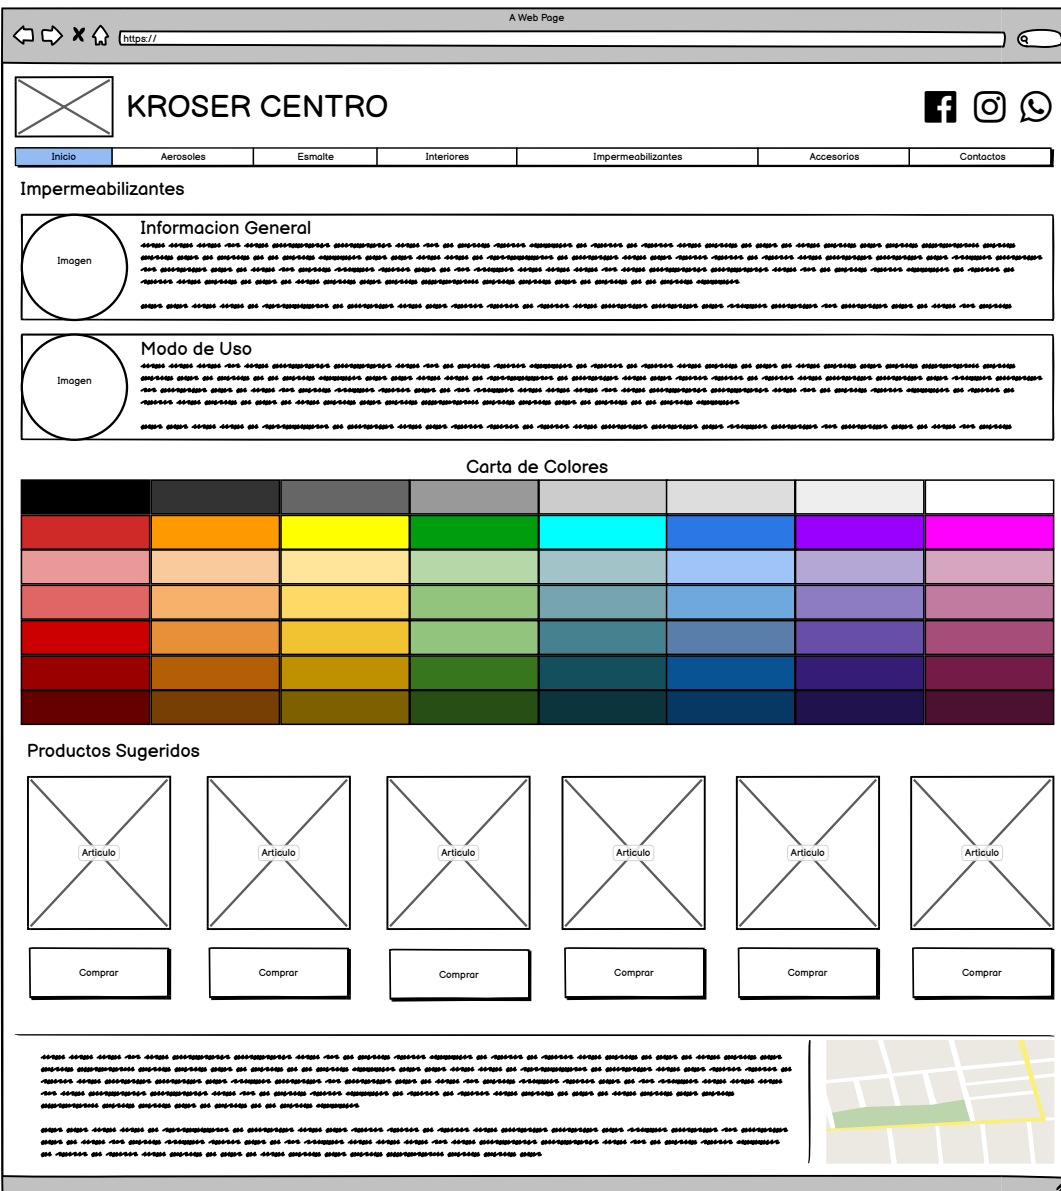 A Web Page
https://
KROSER CENTRO
Inicio Aerosoles Esmalte Interiores Impermeabilizantes Accesorios Contactos
Impermeabilizantes
Informacion General
Imagen
Modo de Uso
Imagen
Carta de Colores
Productos Sugeridos
Articulo Articulo Articulo Articulo Articulo Articulo
Comprar Comprar Comprar Comprar Comprar Comprar